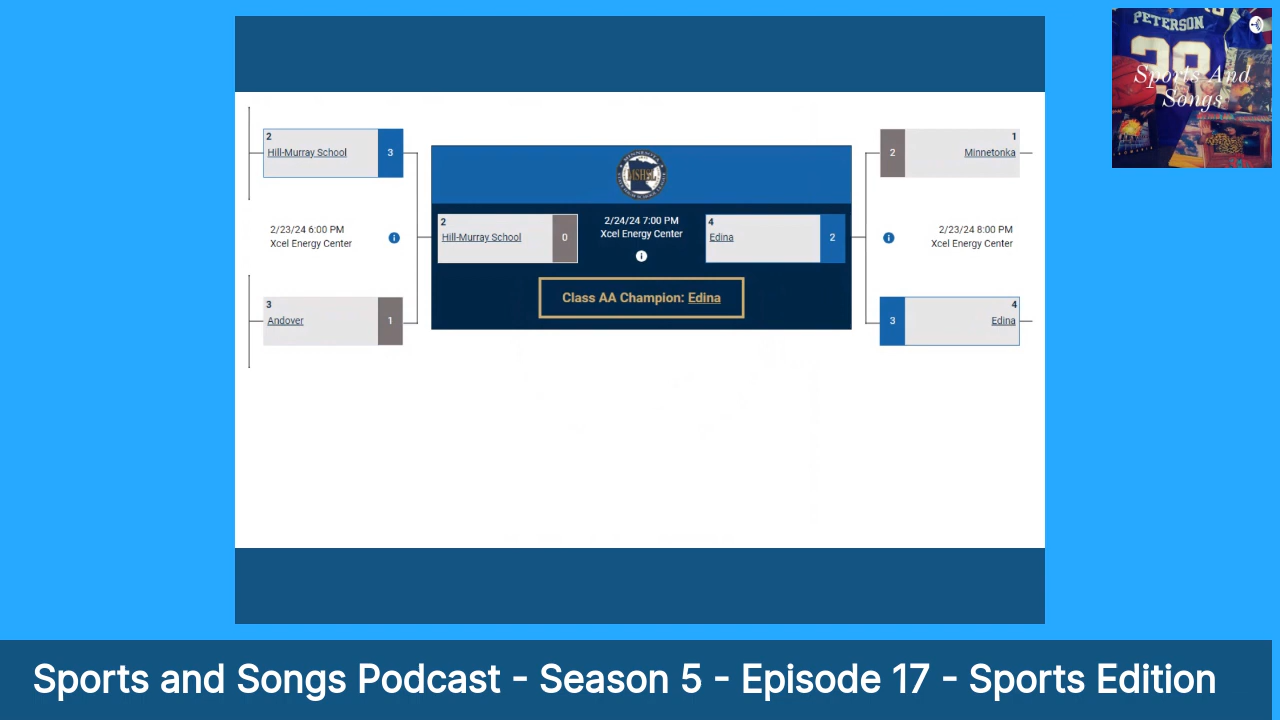 PETERSON
28
Sports And
Songs
2
Hill-Murray School
3
2/23/24 6:00 PM
Xcel Energy Center
3
Andover
1
MSHSL
2
Hill-Murray School
0
2/24/24 7:00 PM
Xcel Energy Center
4
Edina
2
Class AA Champion: Edina
1
2
Minnetonka
2/23/24 8:00 PM
Xcel Energy Center
4
3
Edina
Sports and Songs Podcast - Season 5 - Episode 17 - Sports Edition